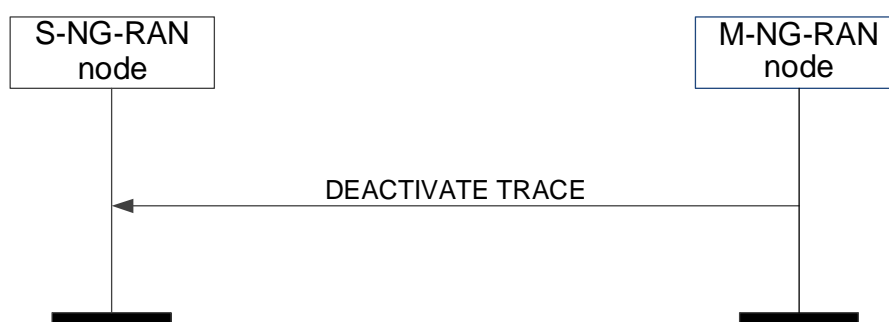 S-NG-RAN
node
M-NG-RAN
node
DEACTIVATE TRACE